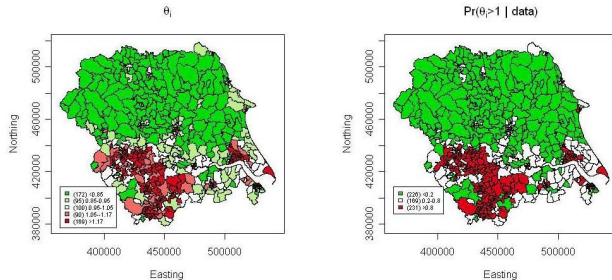 θi
Northing
500000
460000
420000
380000
(172) <0.85
(95) 0.85-0.95
(100) 0.95-1.05
(90) 1.05-1.17
(169) >1.17
400000 450000 500000
Easting
Pr(θi>1 | data)
Northing
500000
460000
420000
380000
(226) <0.2
(169) 0.2-0.8
(231) >0.8
400000 450000 500000
Easting